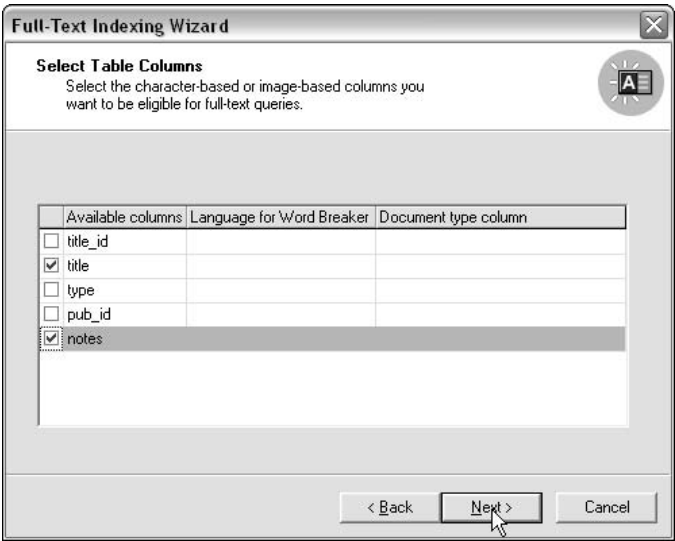 Full-Text Indexing Wizard
Select Table Columns
Select the character-based or image-based columns you
want to be eligible for full-text queries.
A
Available columns Language for Word Breaker Document type column
title_id
title
type
pub_id
notes
< Back Next > Cancel